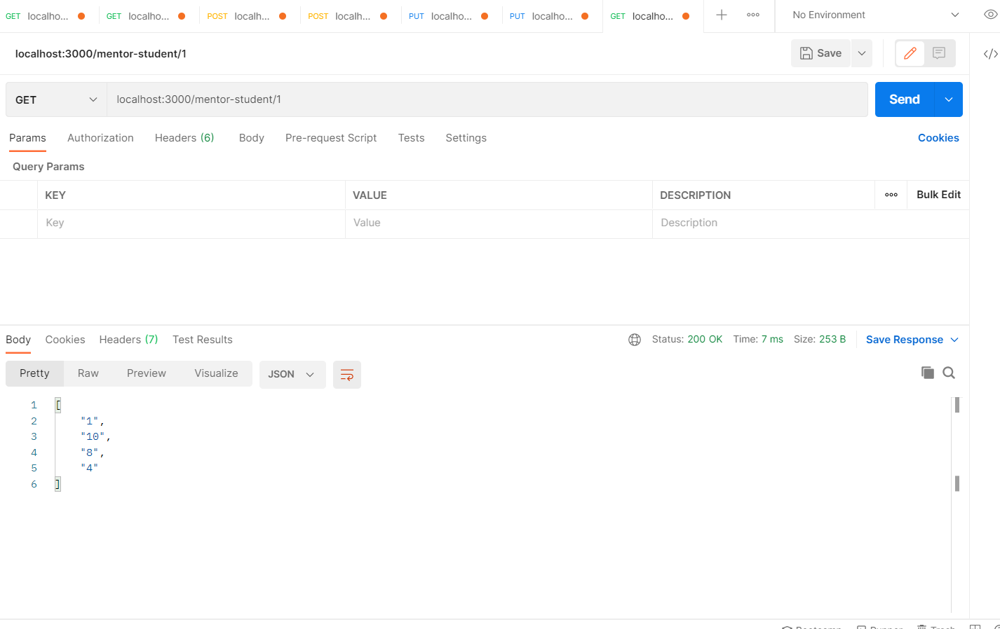 GET localho... GET localho... POST localh... POST localh... PUT localho... PUT localho... GET localho... No Environment
localhost:3000/mentor-student/1 Save
GET localhost:3000/mentor-student/1 Send
Params Authorization Headers (6) Body Pre-request Script Tests Settings Cookies
Query Params
KEY VALUE DESCRIPTION Bulk Edit
Key Value Description
Body Cookies Headers (7) Test Results Status: 200 OK Time: 7 ms Size: 253 B Save Response
Pretty Raw Preview Visualize JSON
1 [
2 "1",
3 "10",
4 "8",
5 "4"
6 ]
Bootcamp Runner Trash